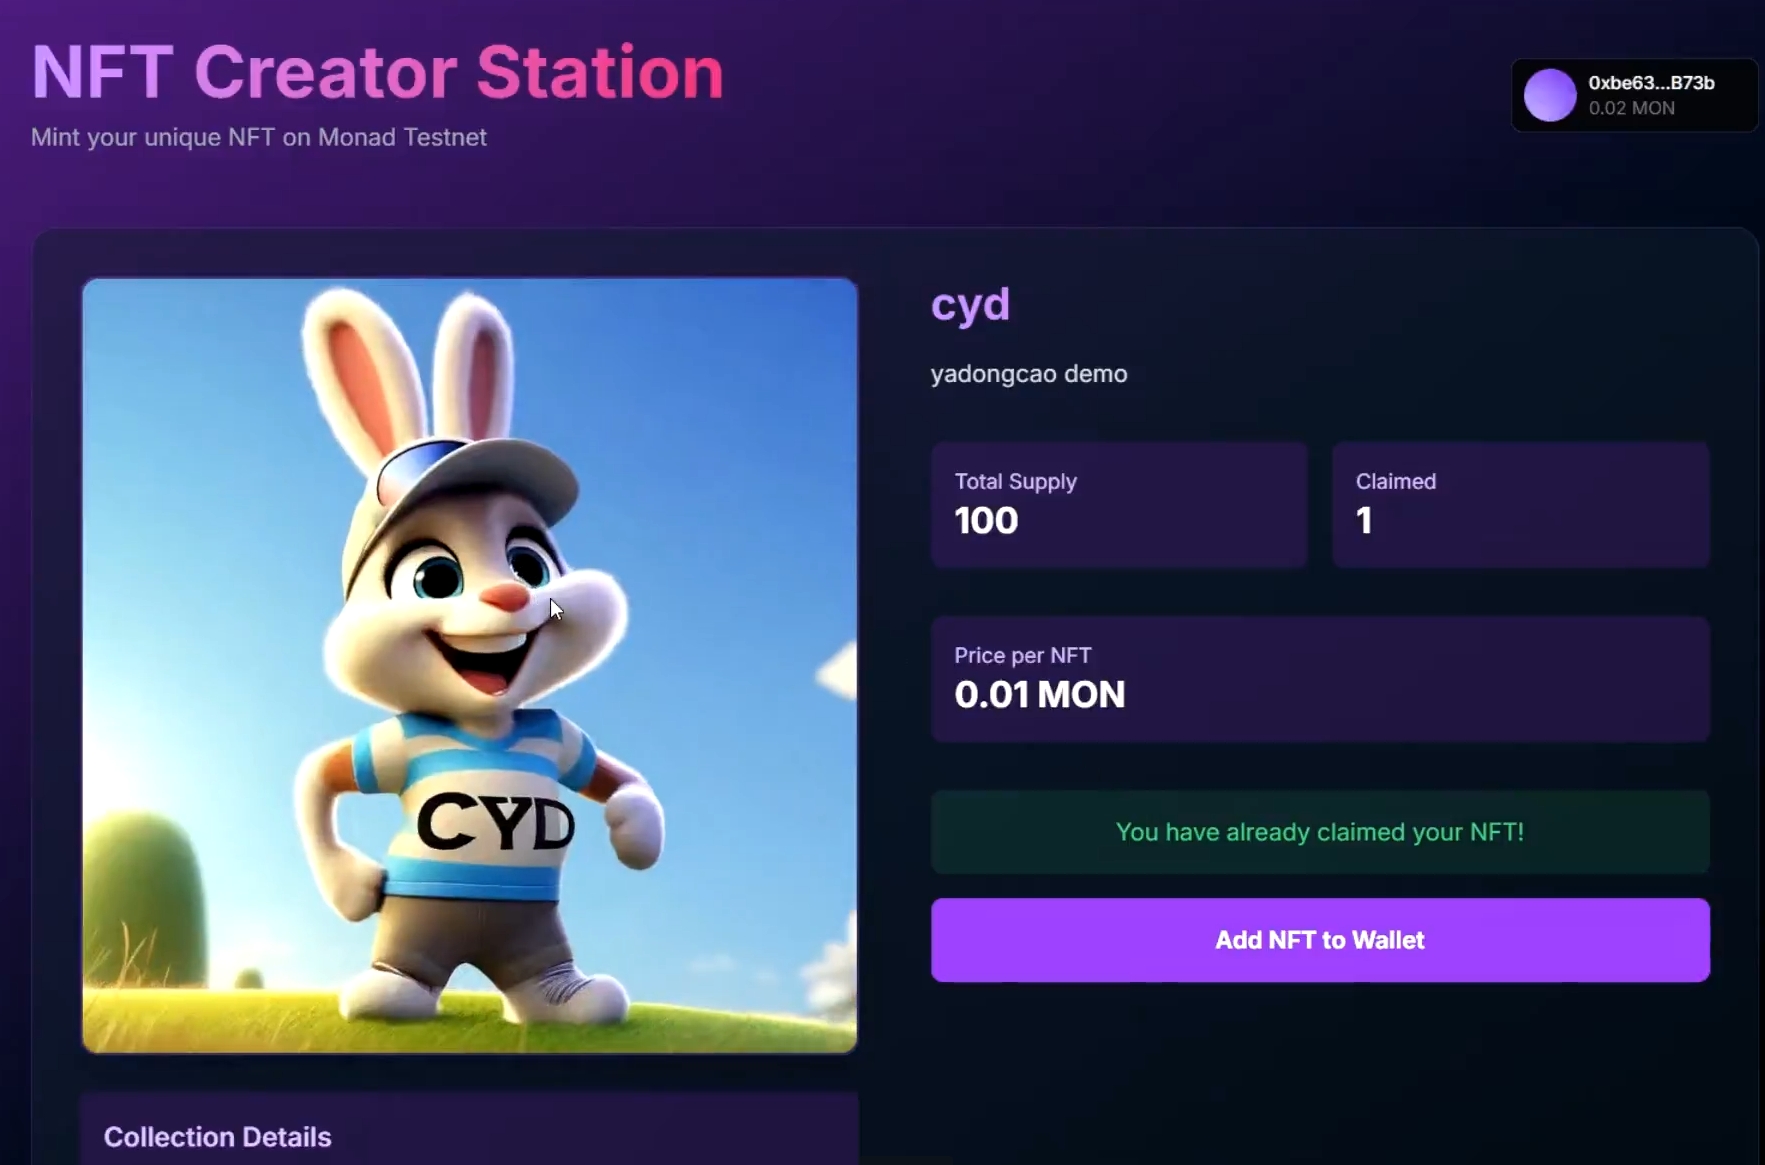 NFT Creator Station
Mint your unique NFT on Monad Testnet
0xbe63...B73b
0.02 MON
CYD
cyd
yadongcao demo
Total Supply
100
Claimed
1
Price per NFT
0.01 MON
You have already claimed your NFT!
Add NFT to Wallet
Collection Details